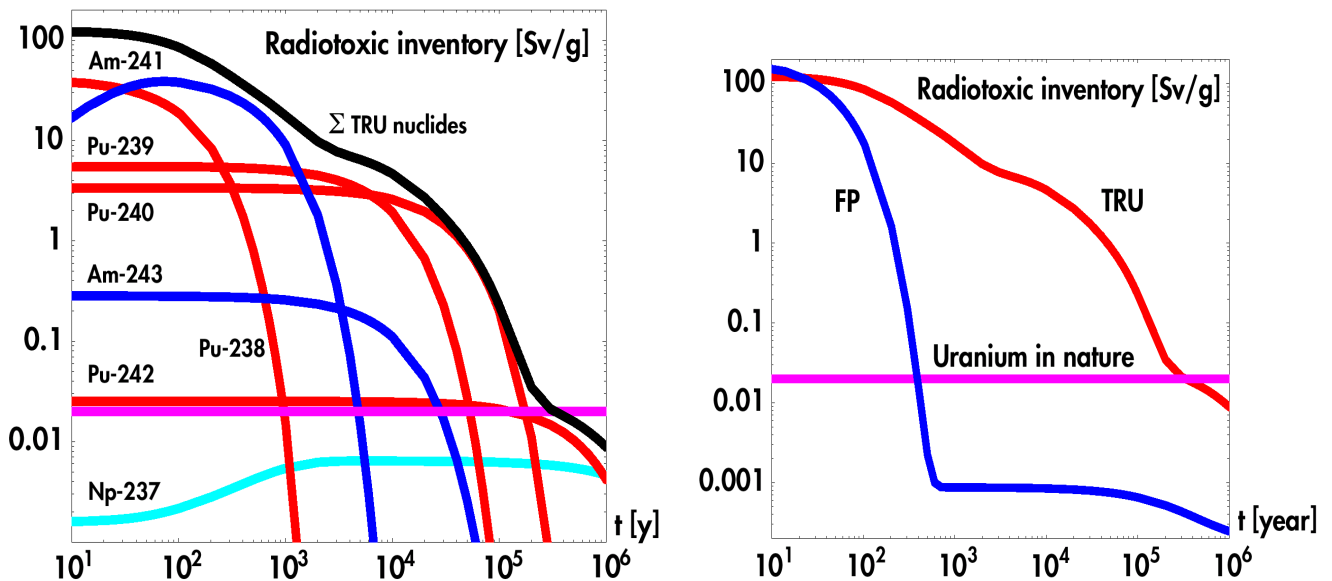 Radiotoxic inventory [Sv/g]
100
Am-241
Σ TRU nuclides
10
Pu-239
Pu-240
1
Am-243
0.1
Pu-238
Pu-242
0.01
Np-237
t [y]
10¹ 10² 10³ 10⁴ 10⁵ 10⁶
Radiotoxic inventory [Sv/g]
100
10
FP
TRU
1
0.1
Uranium in nature
0.01
0.001
t [year]
10¹ 10² 10³ 10⁴ 10⁵ 10⁶